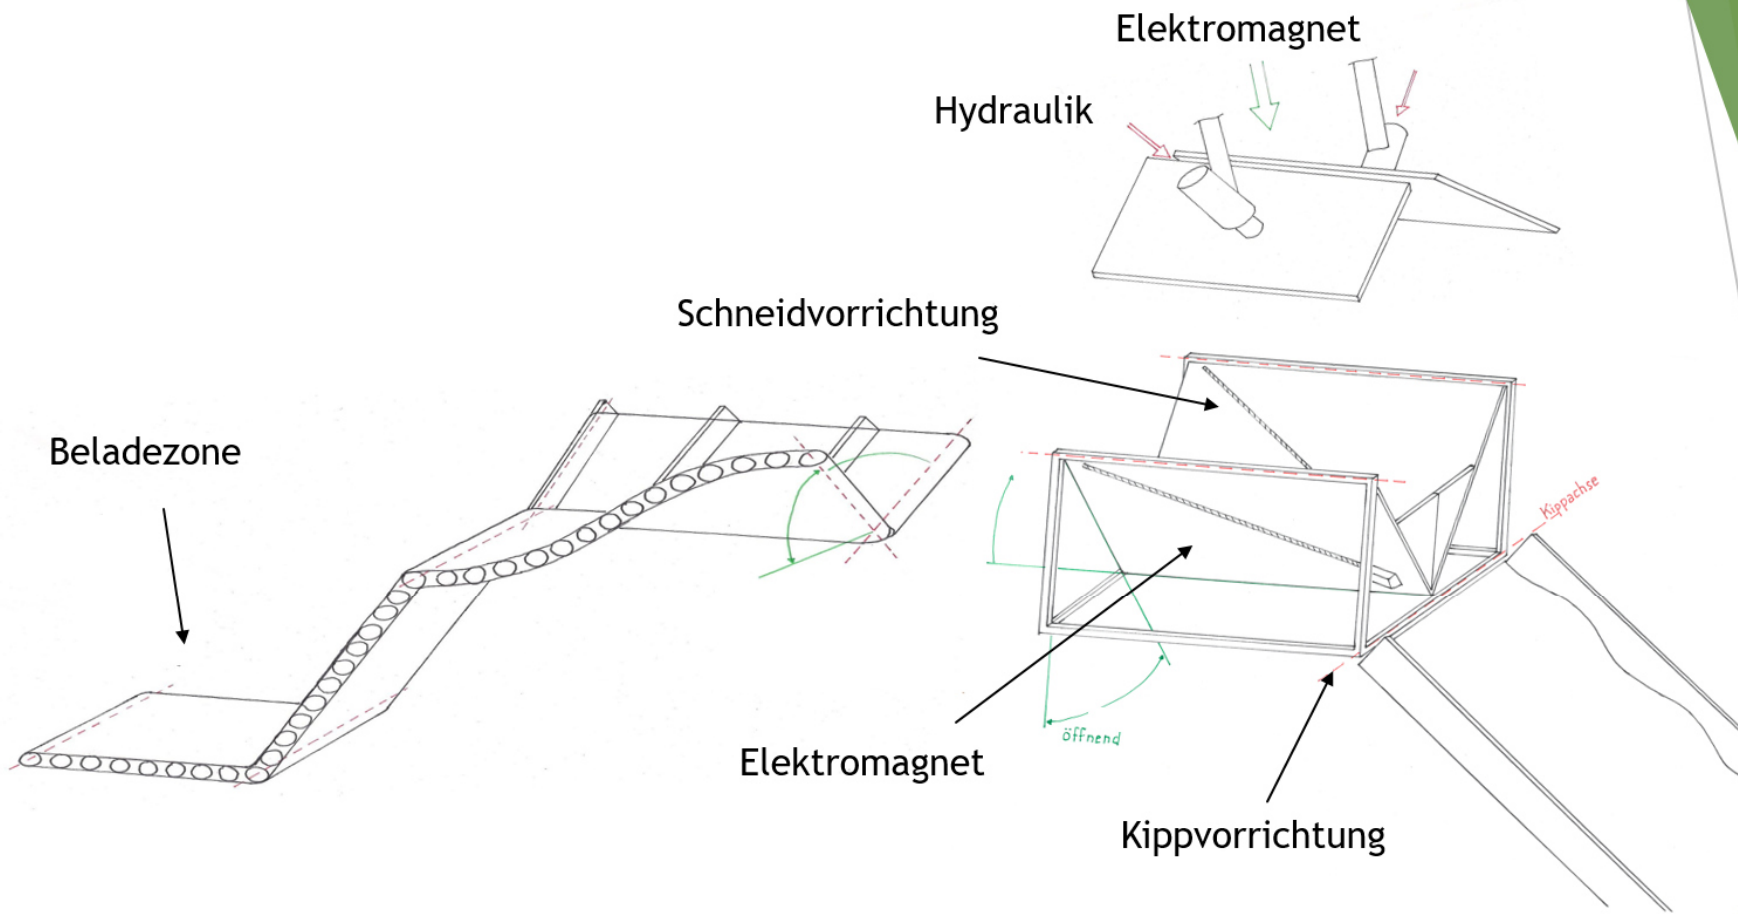 Elektromagnet
Hydraulik
Schneidvorrichtung
Beladezone
Kippachse
öffnend
Elektromagnet
Kippvorrichtung